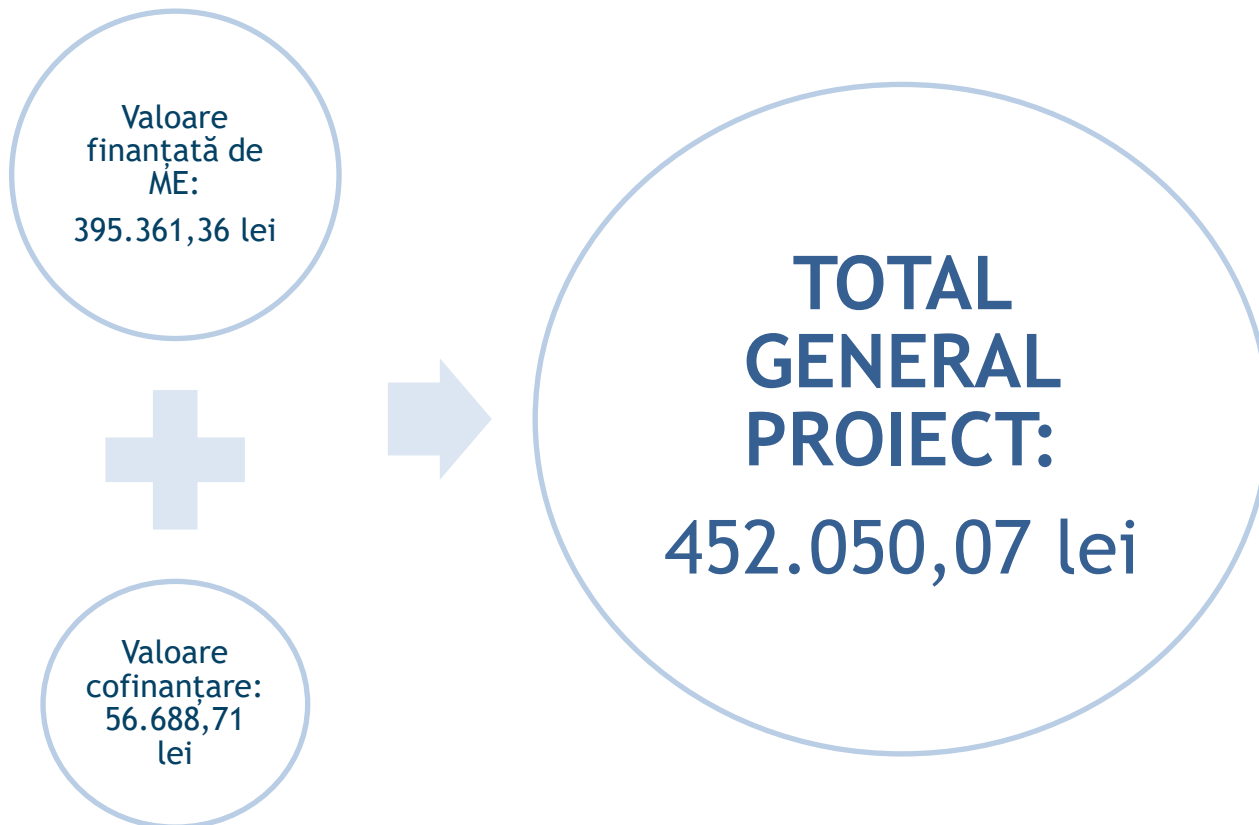 Valoare
finanțată de
ME:
395.361,36 lei
Valoare
cofinanțare:
56.688,71
lei
TOTAL
GENERAL
PROIECT:
452.050,07 lei